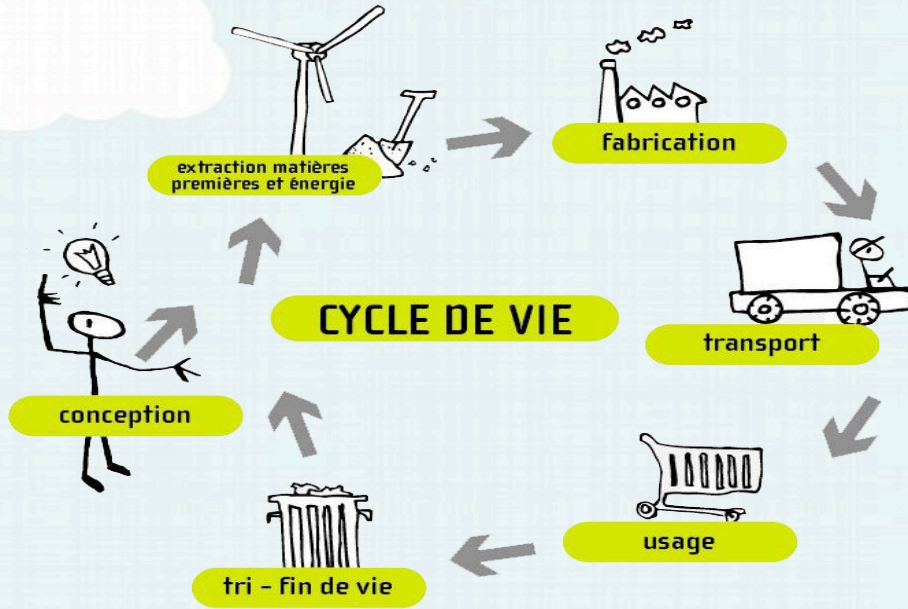 extraction matières
premières et énergie
fabrication
CYCLE DE VIE
transport
conception
usage
tri - fin de vie